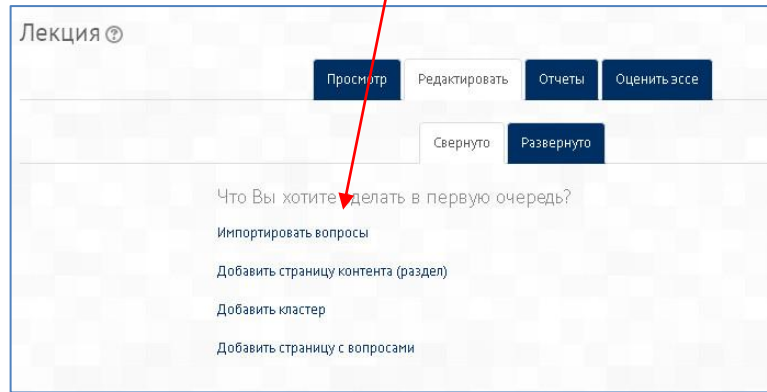 Лекция ?
Просмотр Редактировать Отчеты Оценить эссе
Свернуто Развернуто
Что Вы хотите сделать в первую очередь?
Импортировать вопросы
Добавить страницу контента (раздел)
Добавить кластер
Добавить страницу с вопросами